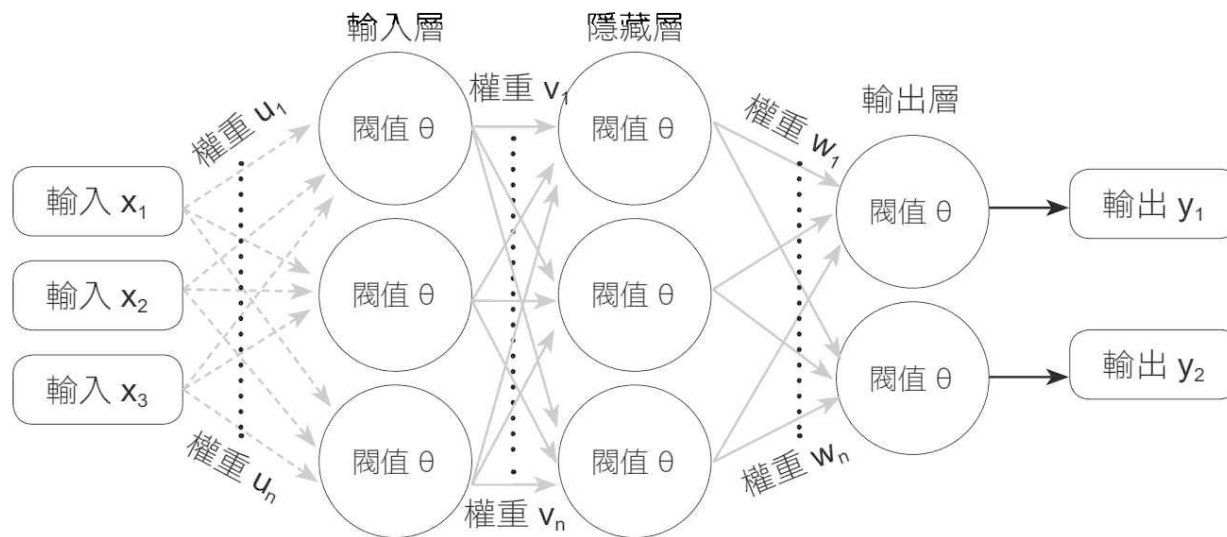 輸入層
隱藏層
輸出層
權重 u₁
權重 v₁
權重 w₁
輸入 x₁
輸入 x₂
輸入 x₃
閥值 θ
閥值 θ
閥值 θ
閥值 θ
閥值 θ
閥值 θ
閥值 θ
閥值 θ
輸出 y₁
輸出 y₂
權重 uₙ
權重 vₙ
權重 wₙ